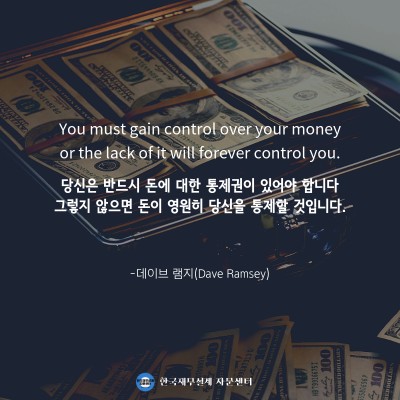 You must gain control over your money
or the lack of it will forever control you.
당신은 반드시 돈에 대한 통제권이 있어야 합니다
그렇지 않으면 돈이 영원히 당신을 통제할 것입니다.
-데이브 램지(Dave Ramsey)
한국재무설계 자문센터